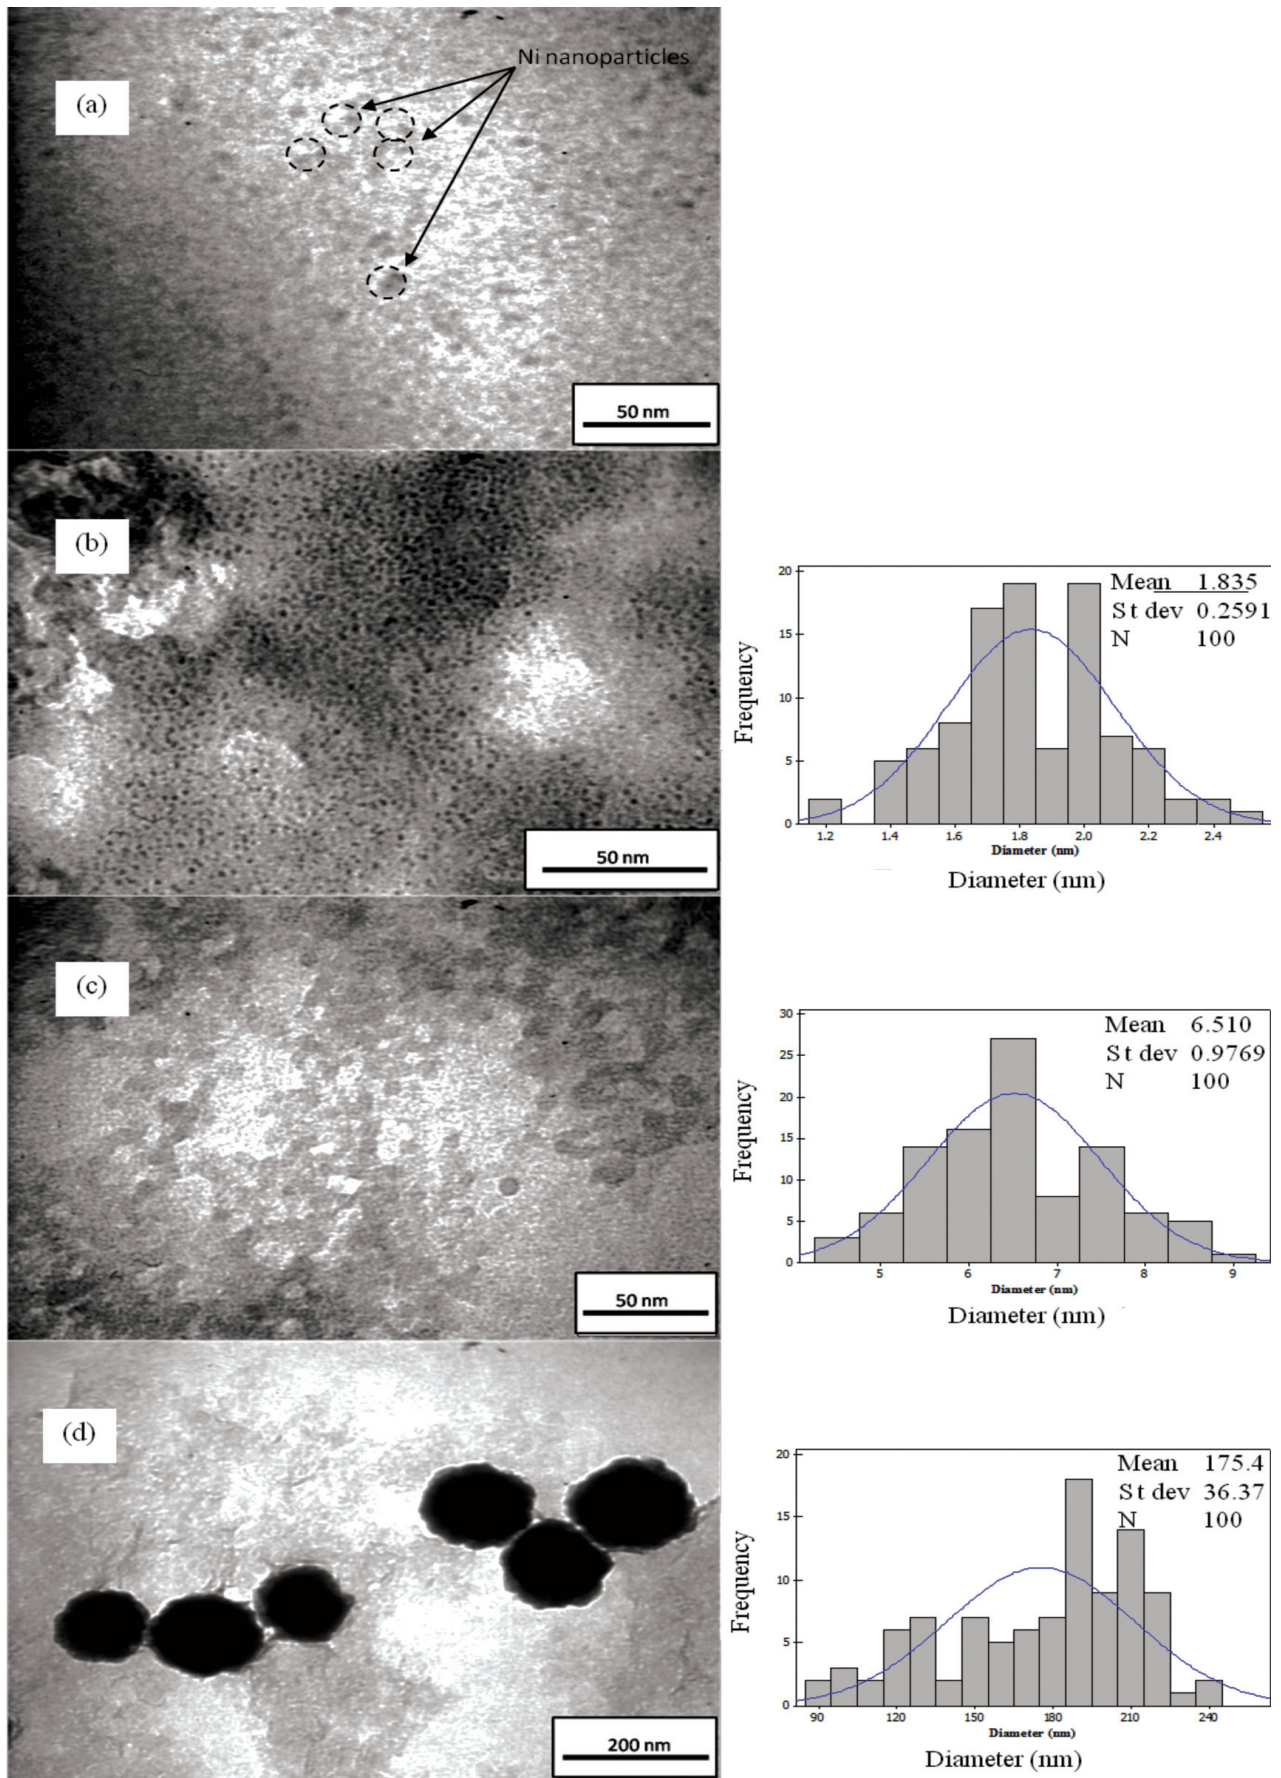 Ni nanoparticles
(a)
50 nm
(b)
50 nm
Mean 1.835
St dev 0.2591
N 100
Frequency
20
15
10
5
0
1.2 1.4 1.6 1.8 2.0 2.2 2.4
Diameter (nm)
Diameter (nm)
(c)
50 nm
Mean 6.510
St dev 0.9769
N 100
Frequency
30
25
20
15
10
5
0
5 6 7 8 9
Diameter (nm)
Diameter (nm)
(d)
200 nm
Mean 175.4
St dev 36.37
N 100
Frequency
20
15
10
5
0
90 120 150 180 210 240
Diameter (nm)
Diameter (nm)